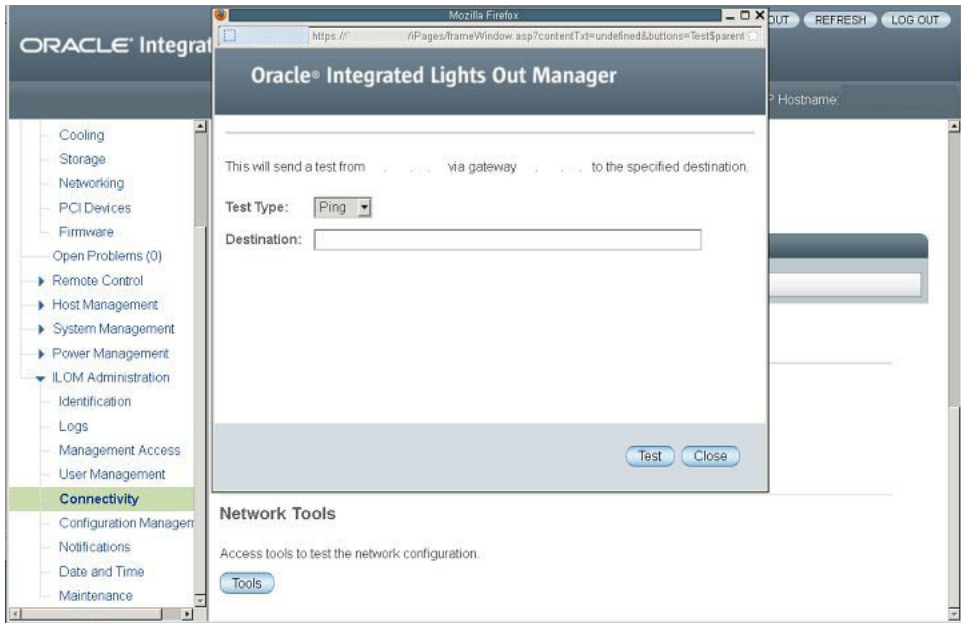 Mozilla Firefox
https:// /iPages/frameWindow.asp?contentTxt=undefined&buttons=Test$parent
OUT REFRESH LOG OUT
ORACLE® Integrat
Oracle® Integrated Lights Out Manager
P Hostname:
Cooling
Storage
Networking
PCI Devices
Firmware
Open Problems (0)
Remote Control
Host Management
System Management
Power Management
ILOM Administration
Identification
Logs
Management Access
User Management
Connectivity
Configuration Managem
Notifications
Date and Time
Maintenance
This will send a test from . . . via gateway . . . to the specified destination.
Test Type: Ping
Destination:
Test Close
Network Tools
Access tools to test the network configuration.
Tools